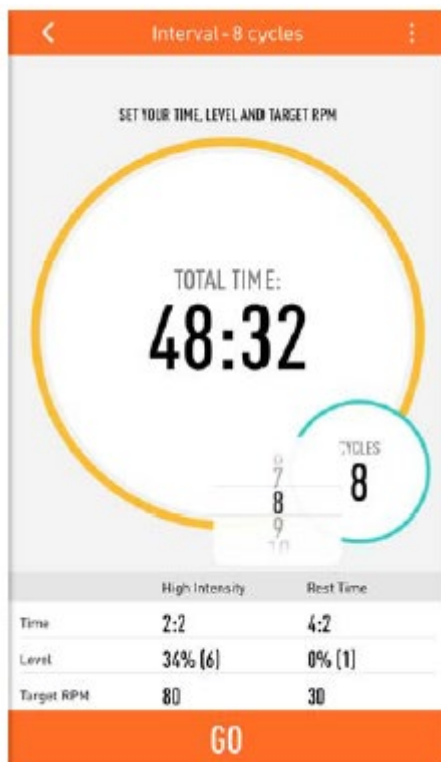 Interval - 8 cycles
SET YOUR TIME, LEVEL AND TARGET RPM
TOTAL TIME:
48:32
CYCLES
8
7
8
9
10
High Intensity Rest Time
Time 2:2 4:2
Level 34% (6) 0% (1)
Target RPM 80 30
GO